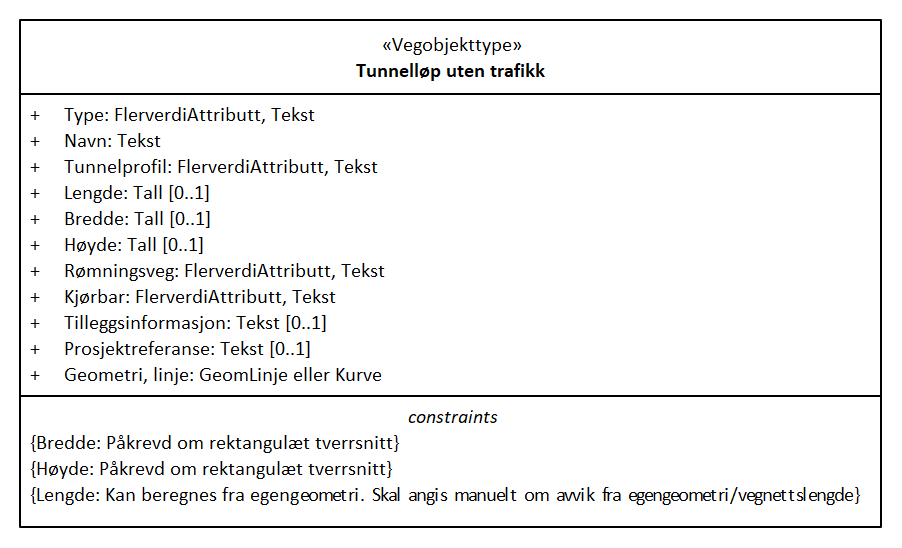 «Vegobjekttype»
Tunnelløp uten trafikk
+ Type: FlerverdiAttributt, Tekst
+ Navn: Tekst
+ Tunnelprofil: FlerverdiAttributt, Tekst
+ Lengde: Tall [0..1]
+ Bredde: Tall [0..1]
+ Høyde: Tall [0..1]
+ Rømningsveg: FlerverdiAttributt, Tekst
+ Kjørbar: FlerverdiAttributt, Tekst
+ Tilleggsinformasjon: Tekst [0..1]
+ Prosjektreferanse: Tekst [0..1]
+ Geometri, linje: GeomLinje eller Kurve
constraints
{Bredde: Påkrevd om rektangulæt tverrsnitt}
{Høyde: Påkrevd om rektangulæt tverrsnitt}
{Lengde: Kan beregnes fra egengeometri. Skal angis manuelt om avvik fra egengeometri/vegnettslengde}